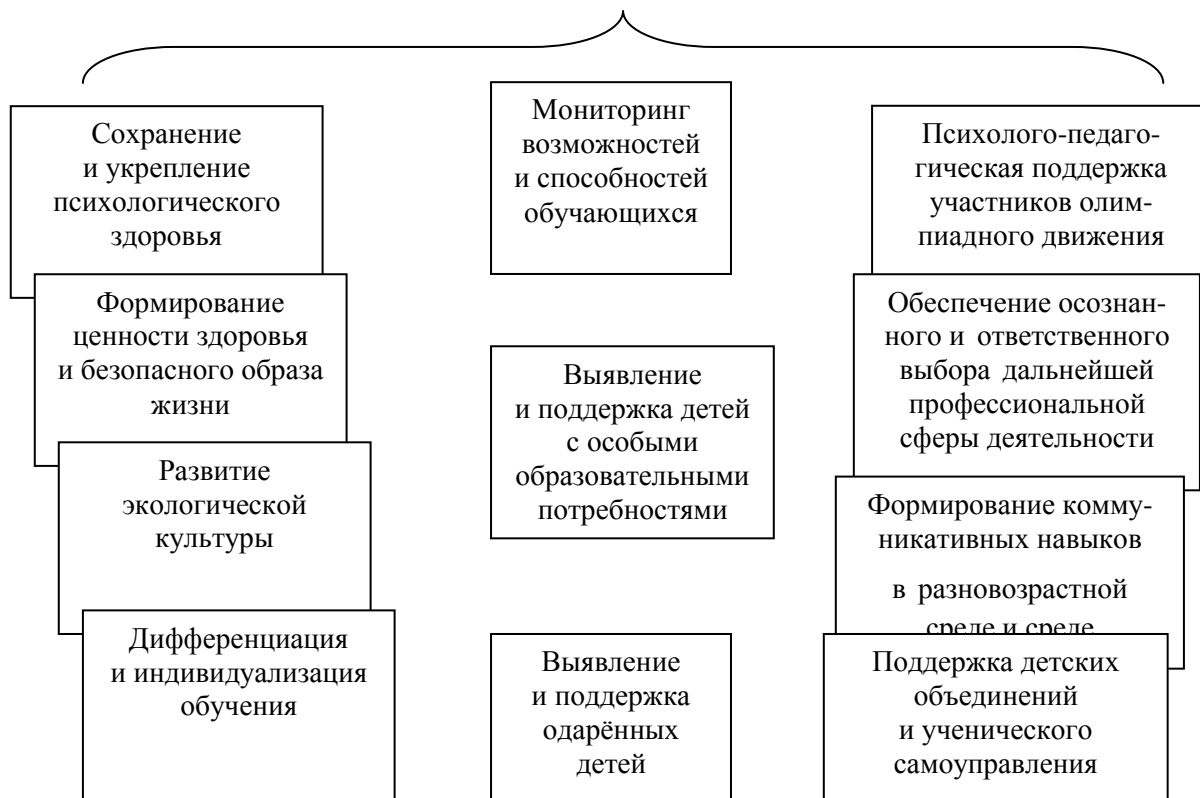 Сохранение
и укрепление
психологического
здоровья
Формирование
ценности здоровья
и безопасного образа
жизни
Развитие
экологической
культуры
Дифференциация
и индивидуализация
обучения
Мониторинг
возможностей
и способностей
обучающихся
Выявление
и поддержка детей
с особыми
образовательными
потребностями
Выявление
и поддержка
одарённых
детей
Психолого-педаго-
гическая поддержка
участников олим-
пиадного движения
Обеспечение осознан-
ного и ответственного
выбора дальнейшей
профессиональной
сферы деятельности
Формирование комму-
никативных навыков
в разновозрастной
среде и среде
Поддержка детских
объединений
и ученического
самоуправления